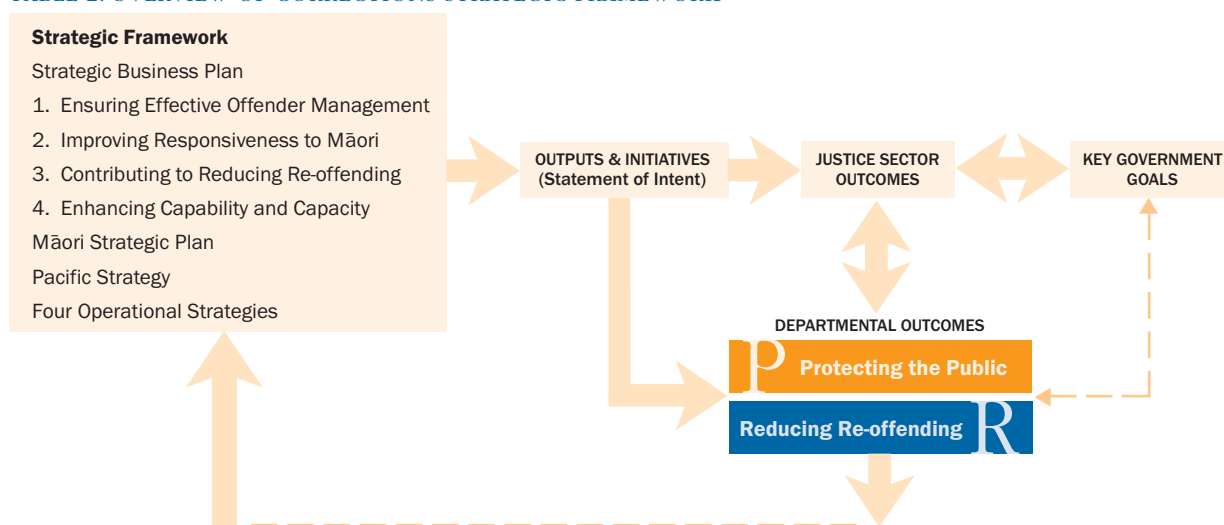 Strategic Framework
Strategic Business Plan
1. Ensuring Effective Offender Management
2. Improving Responsiveness to Māori
3. Contributing to Reducing Re-offending
4. Enhancing Capability and Capacity
Māori Strategic Plan
Pacific Strategy
Four Operational Strategies
OUTPUTS & INITIATIVES
(Statement of Intent)
JUSTICE SECTOR
OUTCOMES
KEY GOVERNMENT
GOALS
DEPARTMENTAL OUTCOMES
P Protecting the Public
Reducing Re-offending R